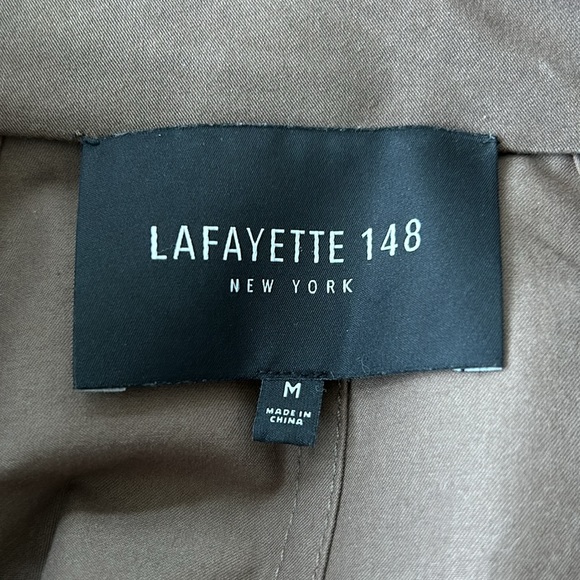 LAFAYETTE 148
NEW YORK
M
MADE IN
CHINA